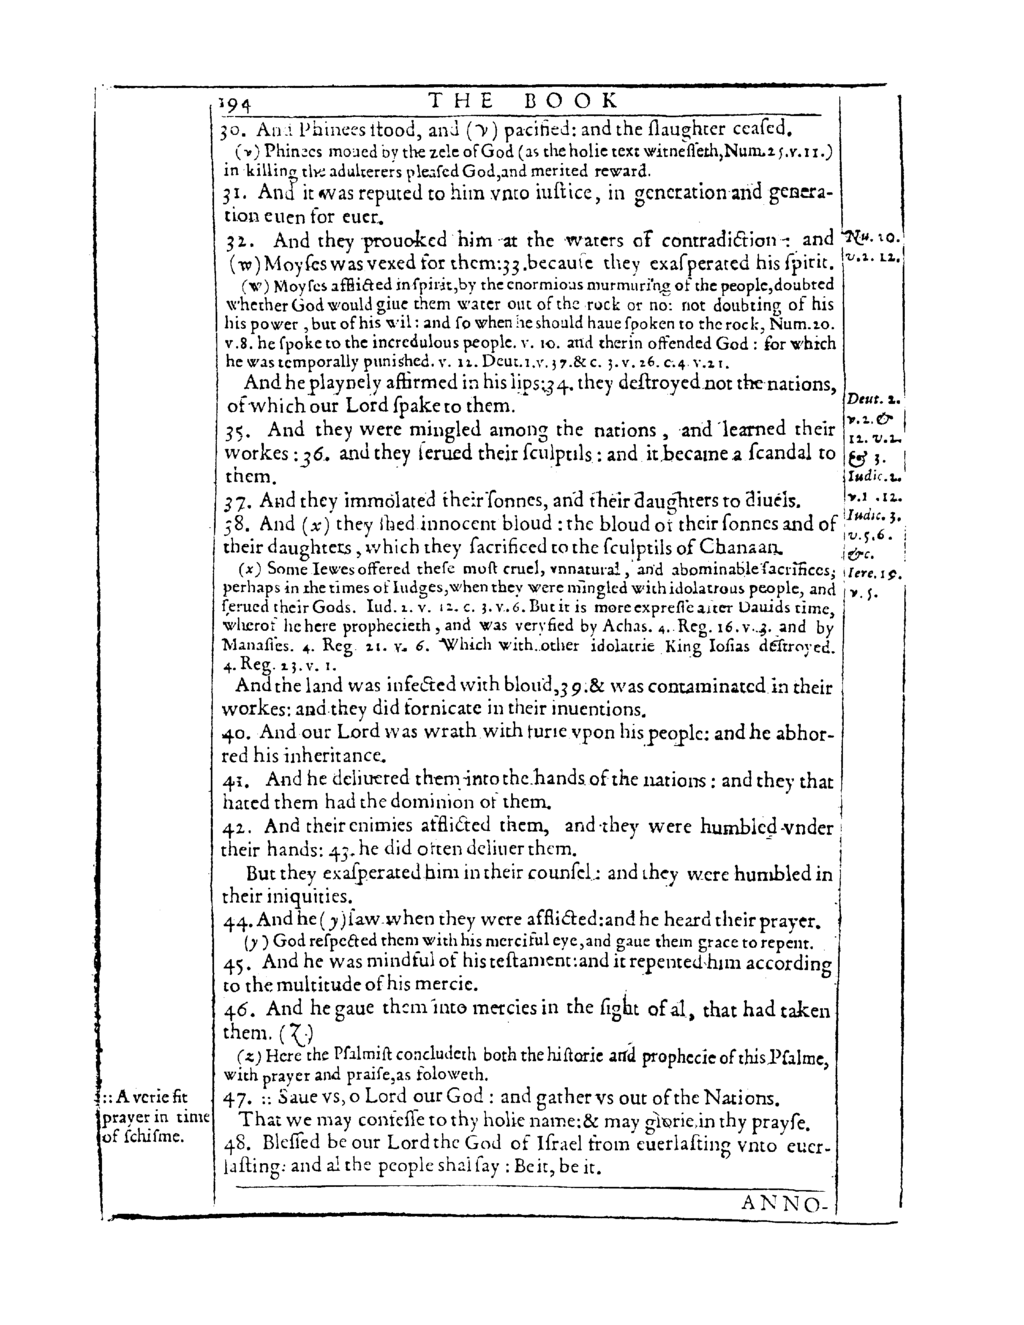 194 THE BOOK
30. And Phinees stood, and (v) pacified: and the ſlaughter ceaſed.
(v) Phinees moued by the zele of God (as the holie text witneſſeth, Num. 25. v. 11.)
in killing the adulterers pleaſed God, and merited reward.
31. And it was reputed to him vnto iuſtice, in generation and genera-
tion euen for euer.
32. And they prouoked him at the waters of contradiction: and
(w) Moyſes was vexed for them: 33. becauſe they exaſperated his ſpirit.
(w) Moyſes afflicted in ſpirit, by the enormious murmuring of the people, doubted
whether God would giue them water out of the rock or no: not doubting of his
his power, but of his wil: and ſo when he should haue ſpoken to the rock, Num. 20.
v. 8. he ſpoke to the incredulous people. v. 10. and therin offended God: for which
he was temporally punished. v. 12. Deut. 1. v. 37. & c. 3. v. 26. c. 4. v. 21.
And he playnely affirmed in his lips: 34. they deſtroyed not the nations,
of which our Lord ſpake to them.
35. And they were mingled among the nations, and learned their
workes: 36. and they ſerued their ſculptils: and it became a ſcandal to
them.
37. And they immolated their ſonnes, and their daughters to diuels.
38. And (x) they ſhed innocent bloud: the bloud of their ſonnes and of
their daughters, which they ſacrificed to the ſculptils of Chanaan.
(x) Some Iewes offered theſe moſt cruel, vnnatural, and abominable ſacrifices,
perhaps in the times of Iudges, when they were mingled with idolatrous people, and
ſerued their Gods. Iud. 2. v. 12. c. 3. v. 6. But it is more expreſſe after Dauids time,
wherof he here prophecieth, and was veryfied by Achas. 4. Reg. 16. v. 3. and by
Manaſſes. 4. Reg. 21. v. 6. Which with other idolatrie King Ioſias deſtroyed.
4. Reg. 23. v. 1.
And the land was infected with bloud, 39. & was contaminated in their
workes: and they did fornicate in their inuentions.
40. And our Lord was wrath with furie vpon his people: and he abhor-
red his inheritance.
41. And he deliuered them into the hands of the nations: and they that
hated them had the dominion of them.
42. And their enimies afflicted them, and they were humbled vnder
their hands: 43. he did often deliuer them.
But they exaſperated him in their counſel: and they were humbled in
their iniquities.
44. And he (y) ſaw when they were afflicted: and he heard their prayer.
(y) God reſpected them with his merciful eye, and gaue them grace to repent.
45. And he was mindful of his teſtament: and it repented him according
to the multitude of his mercie.
46. And he gaue them into mercies in the ſight of al, that had taken
them. (z)
(z) Here the Pſalmiſt concludeth both the hiſtorie and prophecie of this Pſalme,
with prayer and praiſe, as foloweth.
47. :: Saue vs, o Lord our God: and gather vs out of the Nations.
That we may confeſſe to thy holie name: & may glorie in thy prayſe.
48. Bleſſed be our Lord the God of Iſrael from euerlaſting vnto euer-
laſting: and al the people shal ſay: Be it, be it.
ANNO-
Nu. 20.
v. 2. 12.
Deut. 2.
v. 2. &
12. v. 2.
& 3.
Iudic. 2.
v. 1. 12.
Iudic. 3.
v. 5. 6.
&c.
Iere. 19.
v. 5.
:: A verie fit
prayer in time
of ſchiſme.